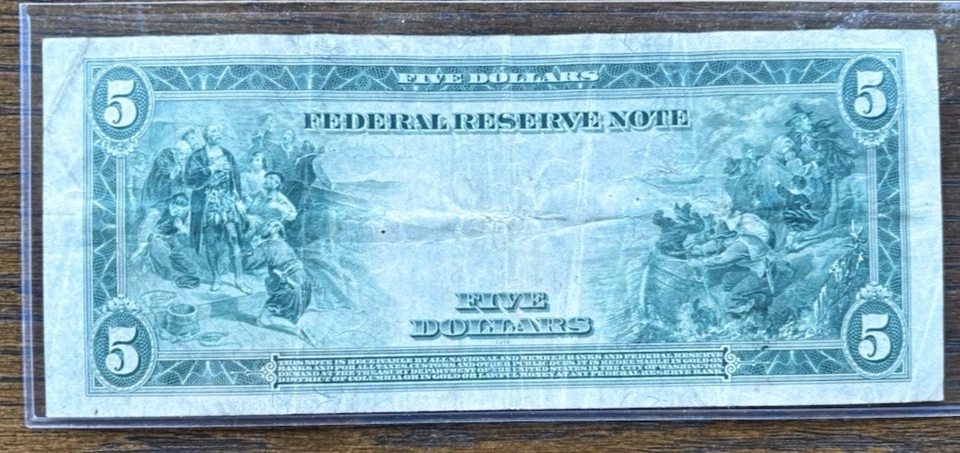 5 FIVE DOLLARS 5
FEDERAL RESERVE NOTE
FIVE
DOLLARS
5 5
THIS NOTE IS RECEIVABLE BY ALL NATIONAL AND MEMBER BANKS AND FEDERAL RESERVE
BANKS AND FOR ALL TAXES, CUSTOMS AND OTHER PUBLIC DUES. IT IS REDEEMABLE IN GOLD ON
DEMAND AT THE TREASURY DEPARTMENT OF THE UNITED STATES IN THE CITY OF WASHINGTON
DISTRICT OF COLUMBIA OR IN GOLD OR LAWFUL MONEY AT ANY FEDERAL RESERVE BANK